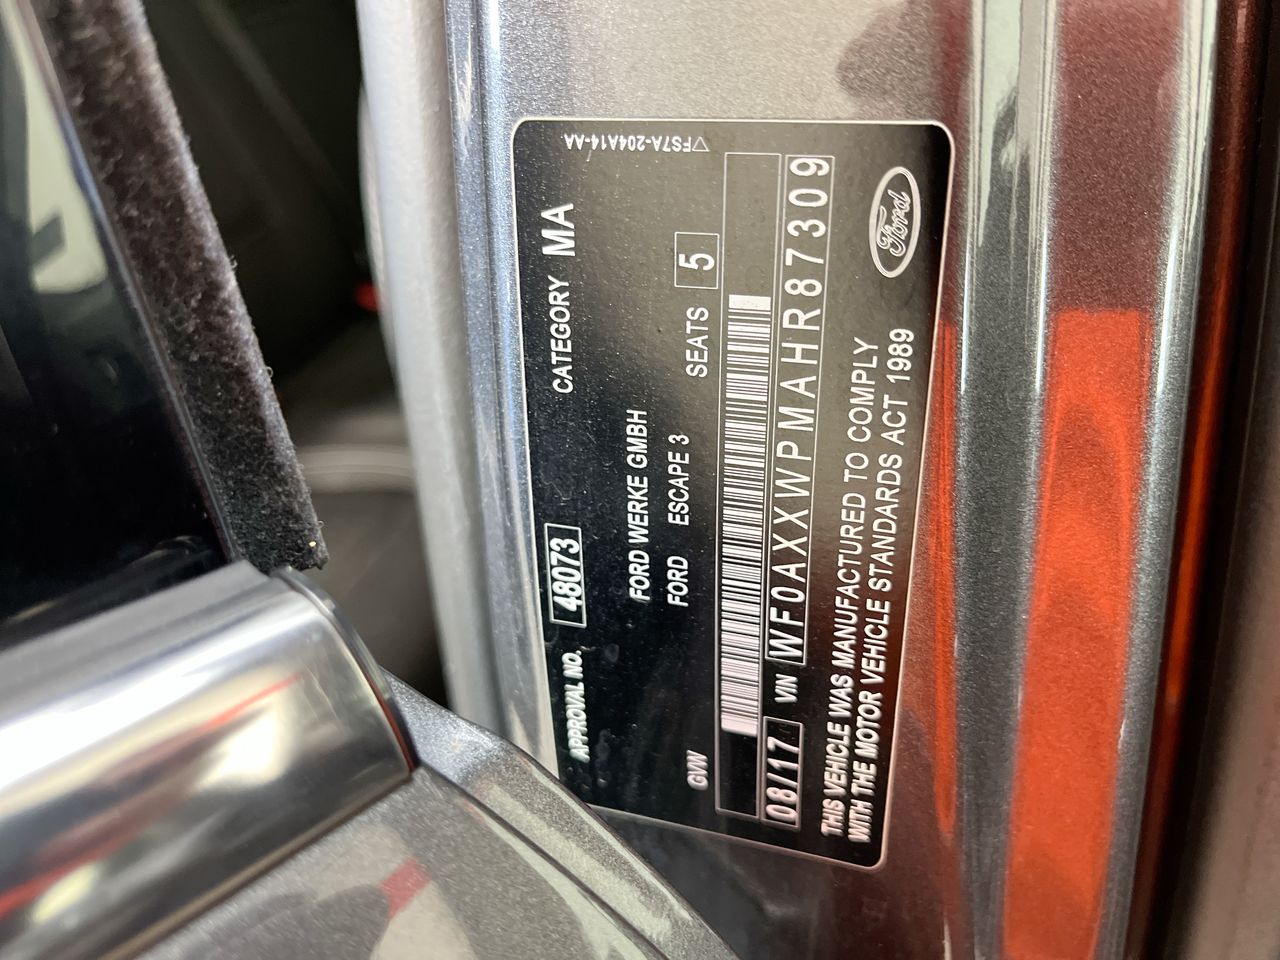 APPROVAL NO. 48073 CATEGORY MA
FORD WERKE GMBH
FORD ESCAPE 3
GVW SEATS 5
08/17 VIN WF0AXXWPMAHR87309
THIS VEHICLE WAS MANUFACTURED TO COMPLY
WITH THE MOTOR VEHICLE STANDARDS ACT 1989
Ford
FS7A-204A14-AA